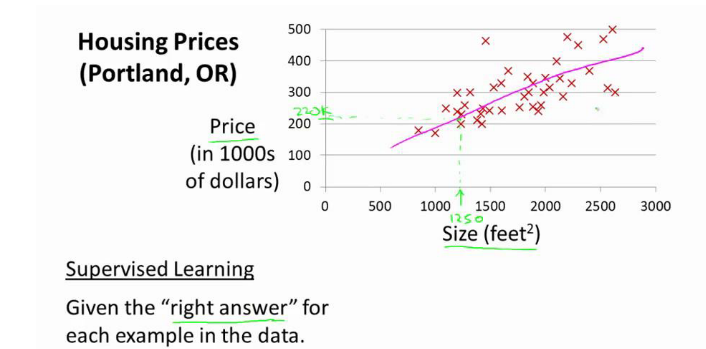 Housing Prices
(Portland, OR)
500
400
300
220K
200
Price
(in 1000s
of dollars)
100
0
0 500 1000 1500 2000 2500 3000
1250
Size (feet²)
Supervised Learning
Given the “right answer” for
each example in the data.